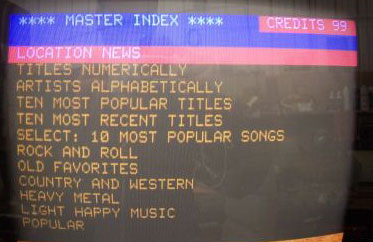 **** MASTER INDEX **** CREDITS 99
LOCATION NEWS
TITLES NUMERICALLY
ARTISTS ALPHABETICALLY
TEN MOST POPULAR TITLES
TEN MOST RECENT TITLES
SELECT: 10 MOST POPULAR SONGS
ROCK AND ROLL
OLD FAVORITES
COUNTRY AND WESTERN
HEAVY METAL
LIGHT HAPPY MUSIC
POPULAR